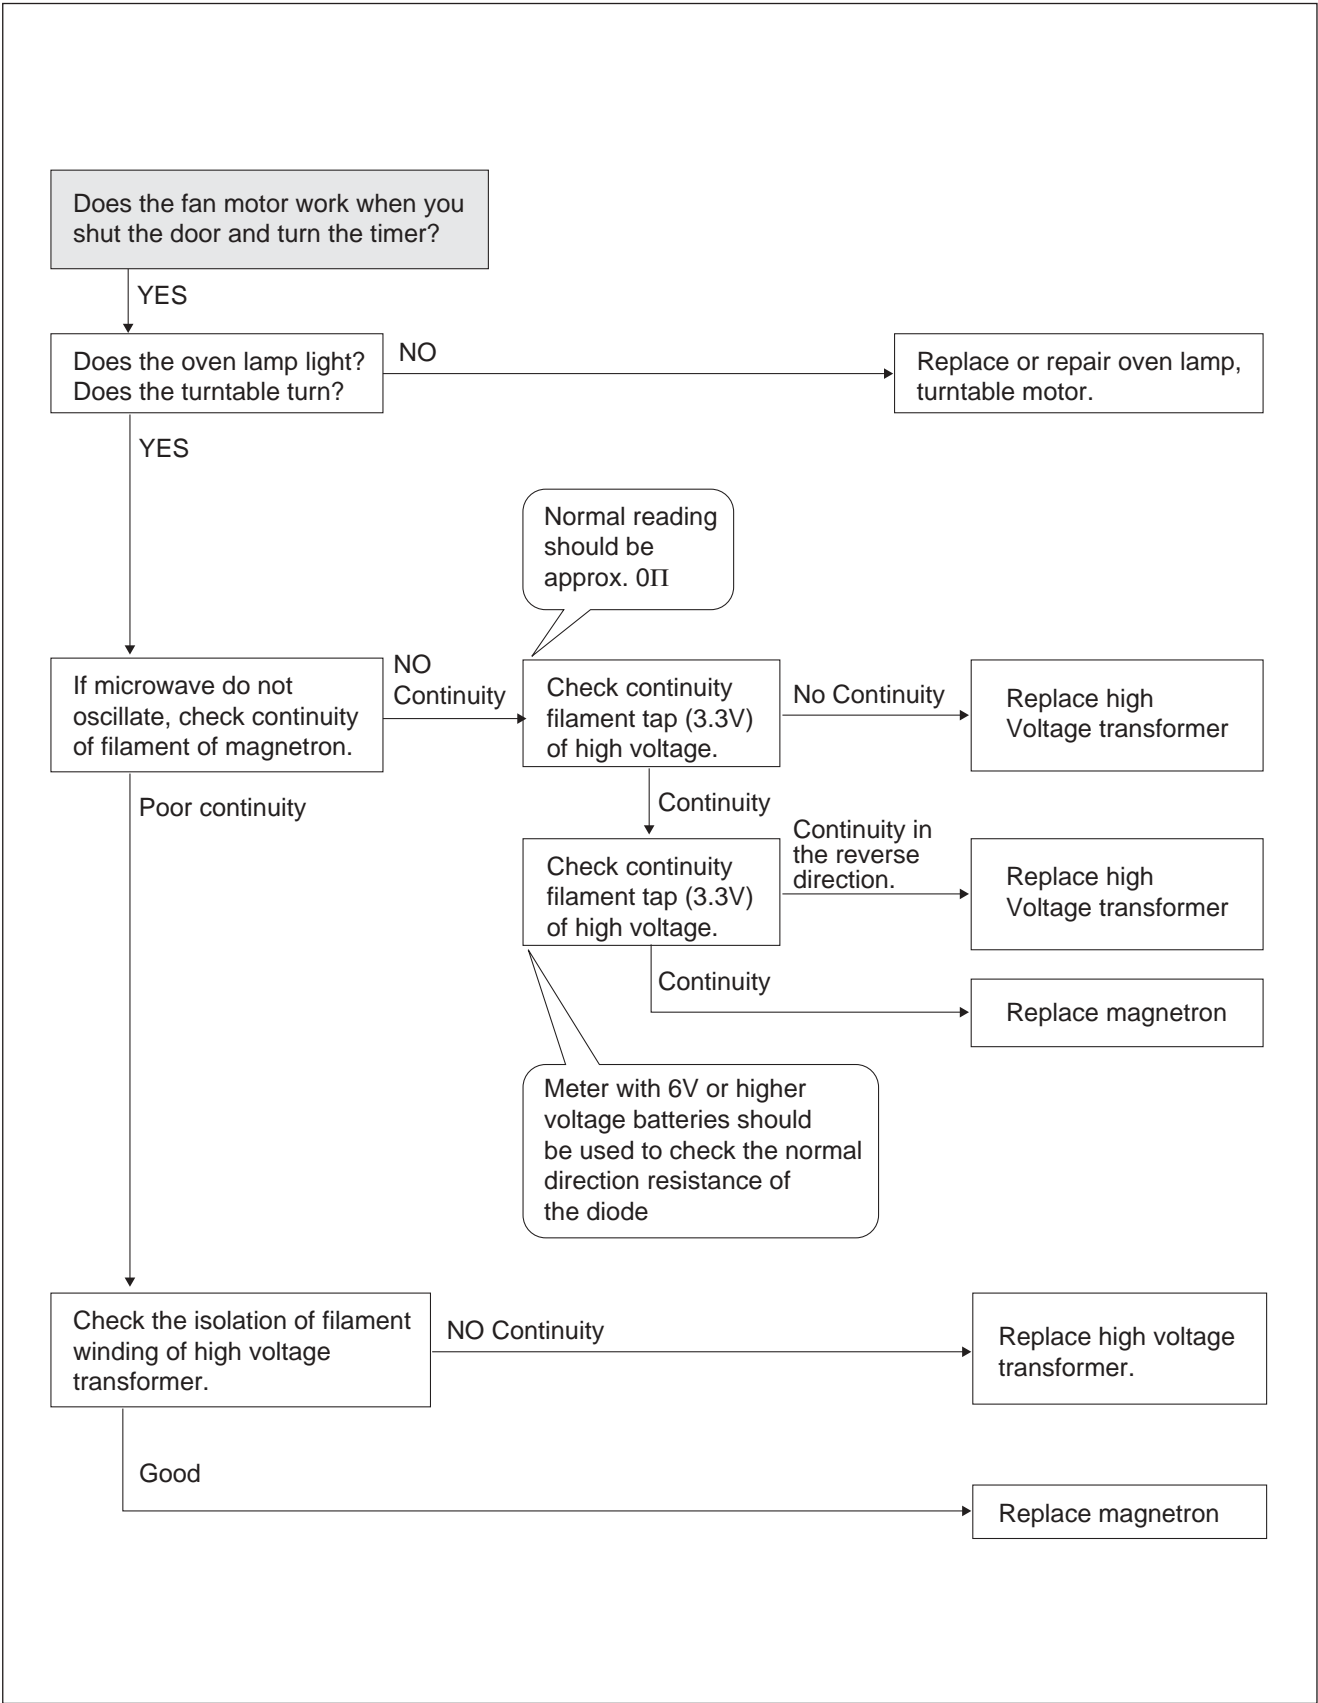 Does the fan motor work when you
shut the door and turn the timer?
YES
Does the oven lamp light?
Does the turntable turn?
NO
Replace or repair oven lamp,
turntable motor.
YES
Normal reading
should be
approx. 0Π
If microwave do not
oscillate, check continuity
of filament of magnetron.
NO
Continuity
Check continuity
filament tap (3.3V)
of high voltage.
No Continuity
Replace high
Voltage transformer
Poor continuity
Continuity
Check continuity
filament tap (3.3V)
of high voltage.
Continuity in
the reverse
direction.
Replace high
Voltage transformer
Continuity
Replace magnetron
Meter with 6V or higher
voltage batteries should
be used to check the normal
direction resistance of
the diode
Check the isolation of filament
winding of high voltage
transformer.
NO Continuity
Replace high voltage
transformer.
Good
Replace magnetron